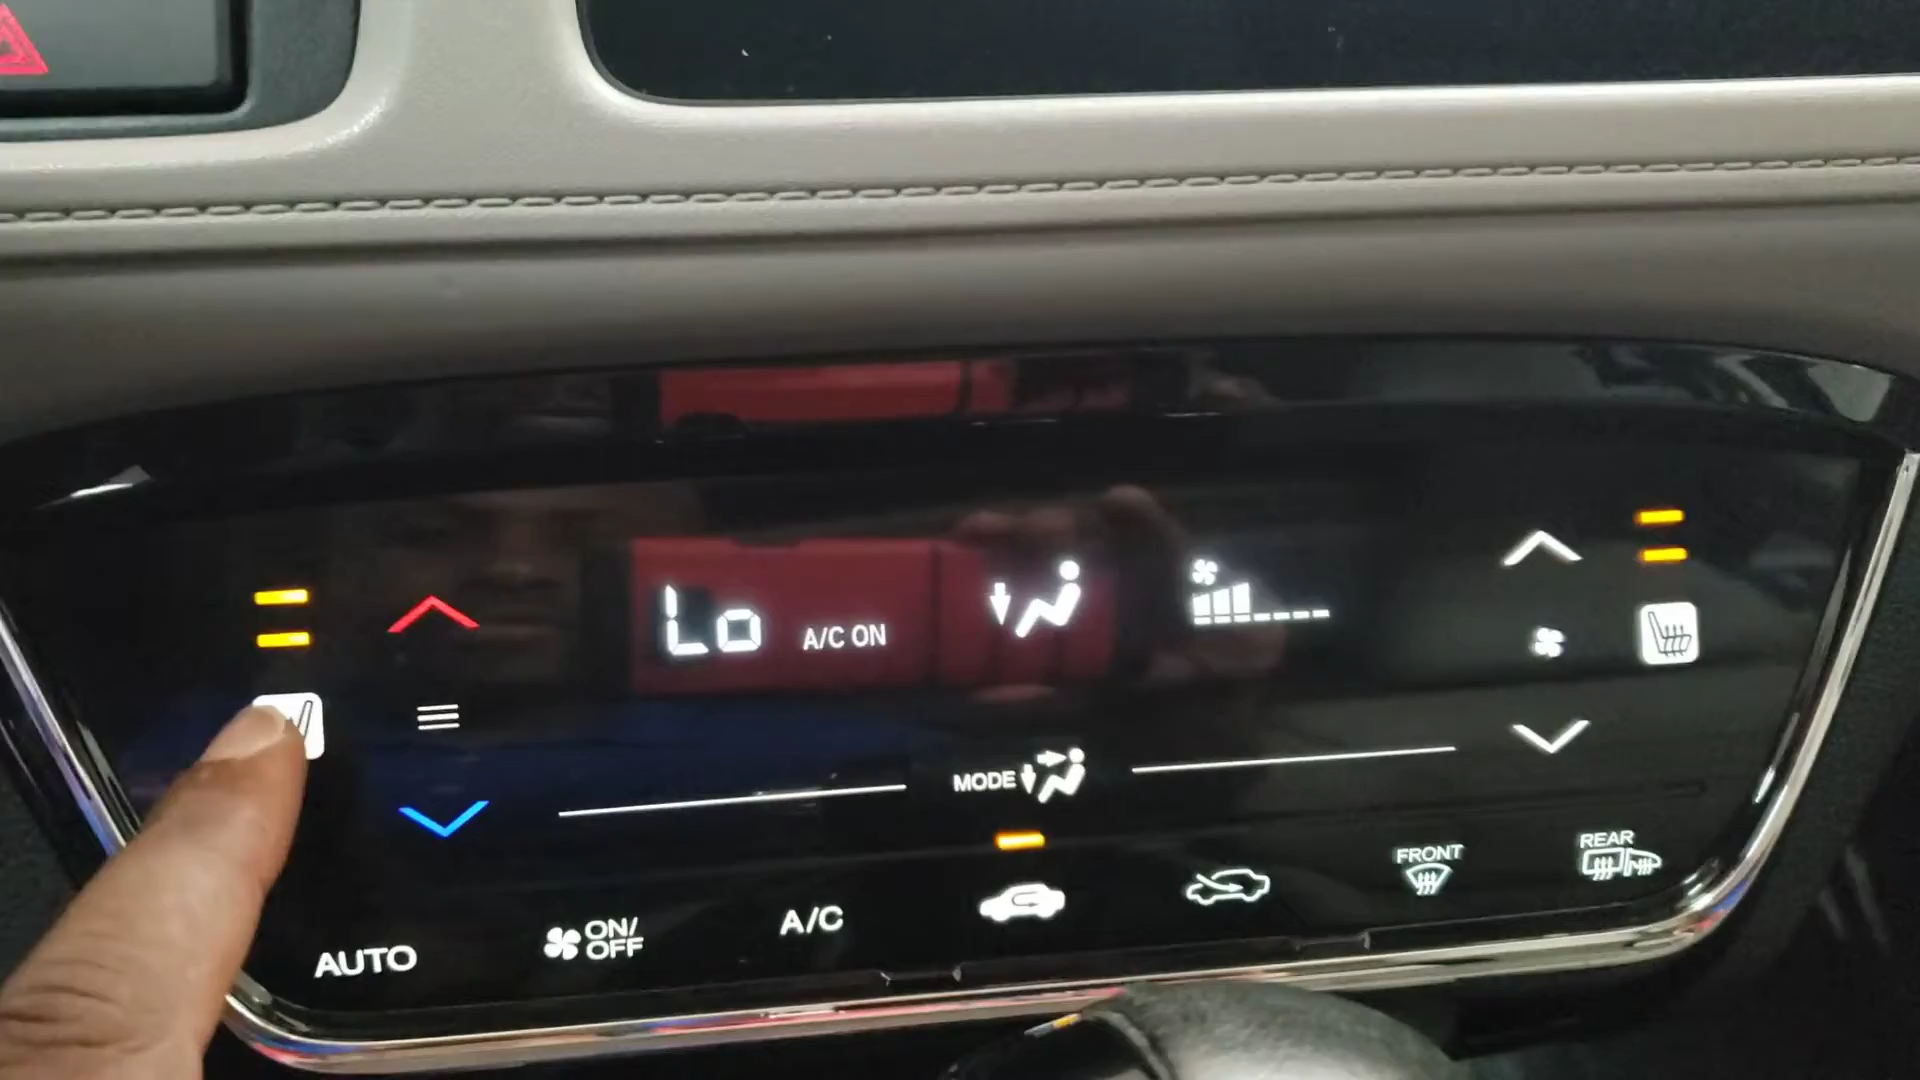 Lo
A/C ON
MODE
FRONT
REAR
AUTO
ON/
OFF
A/C